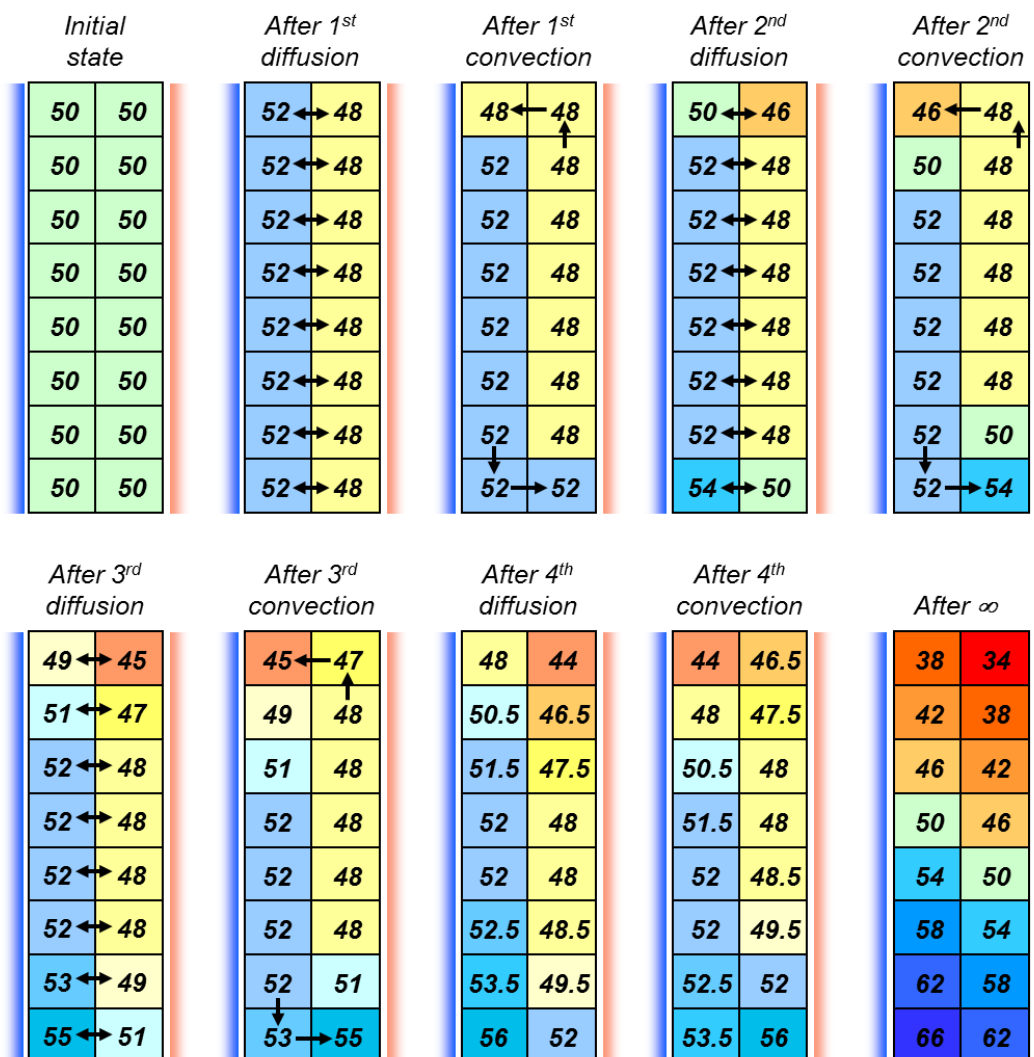 Initial state
After 1st diffusion
After 1st convection
After 2nd diffusion
After 2nd convection
50 50 52 48 48 48 50 46 46 48
50 50 52 48 52 48 52 48 50 48
50 50 52 48 52 48 52 48 52 48
50 50 52 48 52 48 52 48 52 48
50 50 52 48 52 48 52 48 52 48
50 50 52 48 52 48 52 48 52 48
50 50 52 48 52 48 52 48 52 50
50 50 52 48 52 52 54 50 52 54
After 3rd diffusion
After 3rd convection
After 4th diffusion
After 4th convection
After ∞
49 45 45 47 48 44 44 46.5 38 34
51 47 49 48 50.5 46.5 48 47.5 42 38
52 48 51 48 51.5 47.5 50.5 48 46 42
52 48 52 48 52 48 51.5 48 50 46
52 48 52 48 52 48 52 48.5 54 50
52 48 52 48 52.5 48.5 52 49.5 58 54
53 49 52 51 53.5 49.5 52.5 52 62 58
55 51 53 55 56 52 53.5 56 66 62